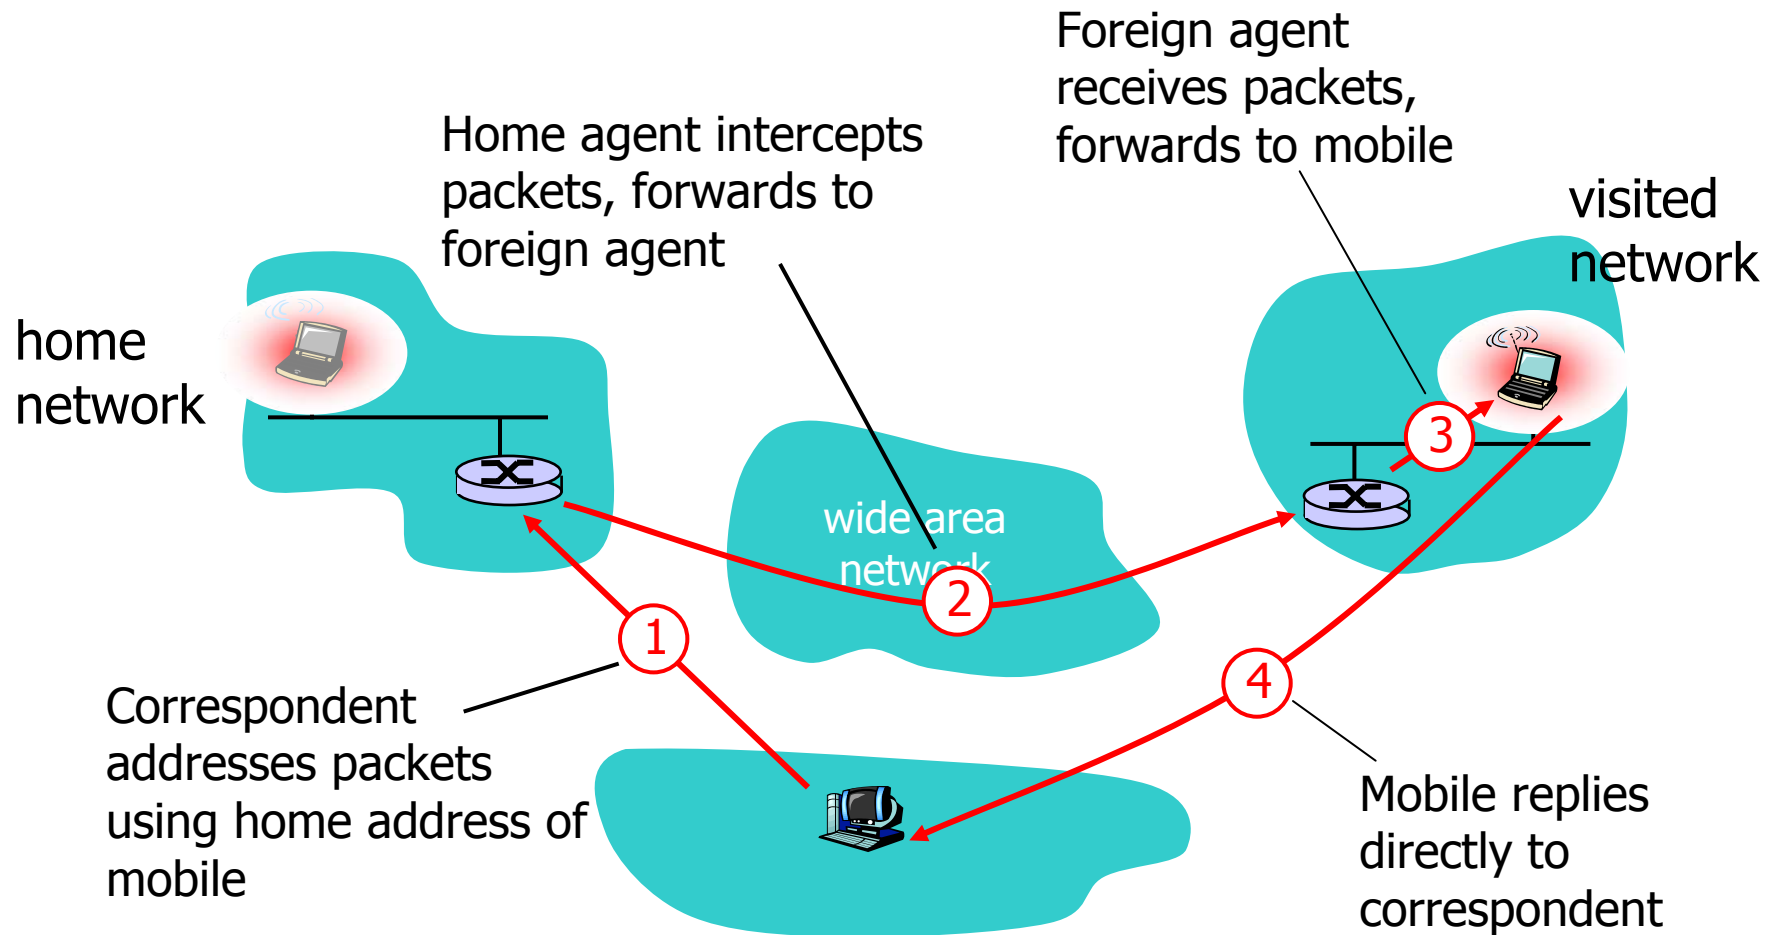 Foreign agent
receives packets,
forwards to mobile
Home agent intercepts
packets, forwards to
foreign agent
visited
network
home
network
3
wide area
network
2
1
4
Correspondent
addresses packets
using home address of
mobile
Mobile replies
directly to
correspondent